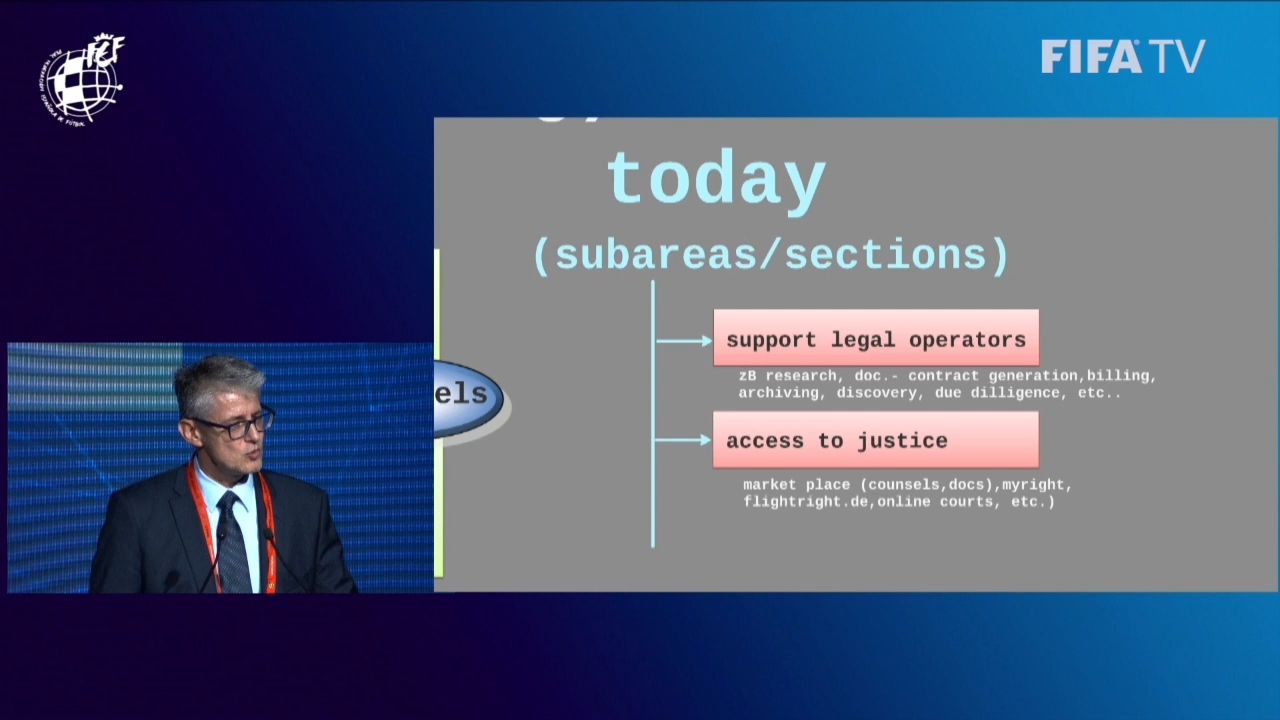 RFEF
FIFA TV
today
(subareas/sections)
support legal operators
zB research, doc.- contract generation,billing,
archiving, discovery, due dilligence, etc..
els
access to justice
market place (counsels,docs),myright,
flightright.de,online courts, etc.)